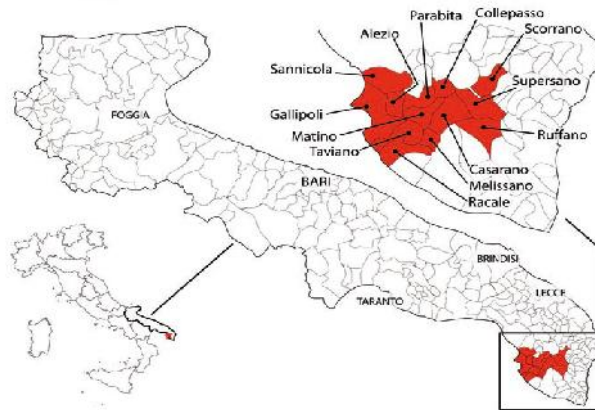 Parabita
Collepasso
Alezio
Scorrano
Sannicola
Supersano
Gallipoli
Matino
Ruffano
Taviano
Casarano
Melissano
Racale
FOGGIA
BARI
BRINDISI
TARANTO
LECCE